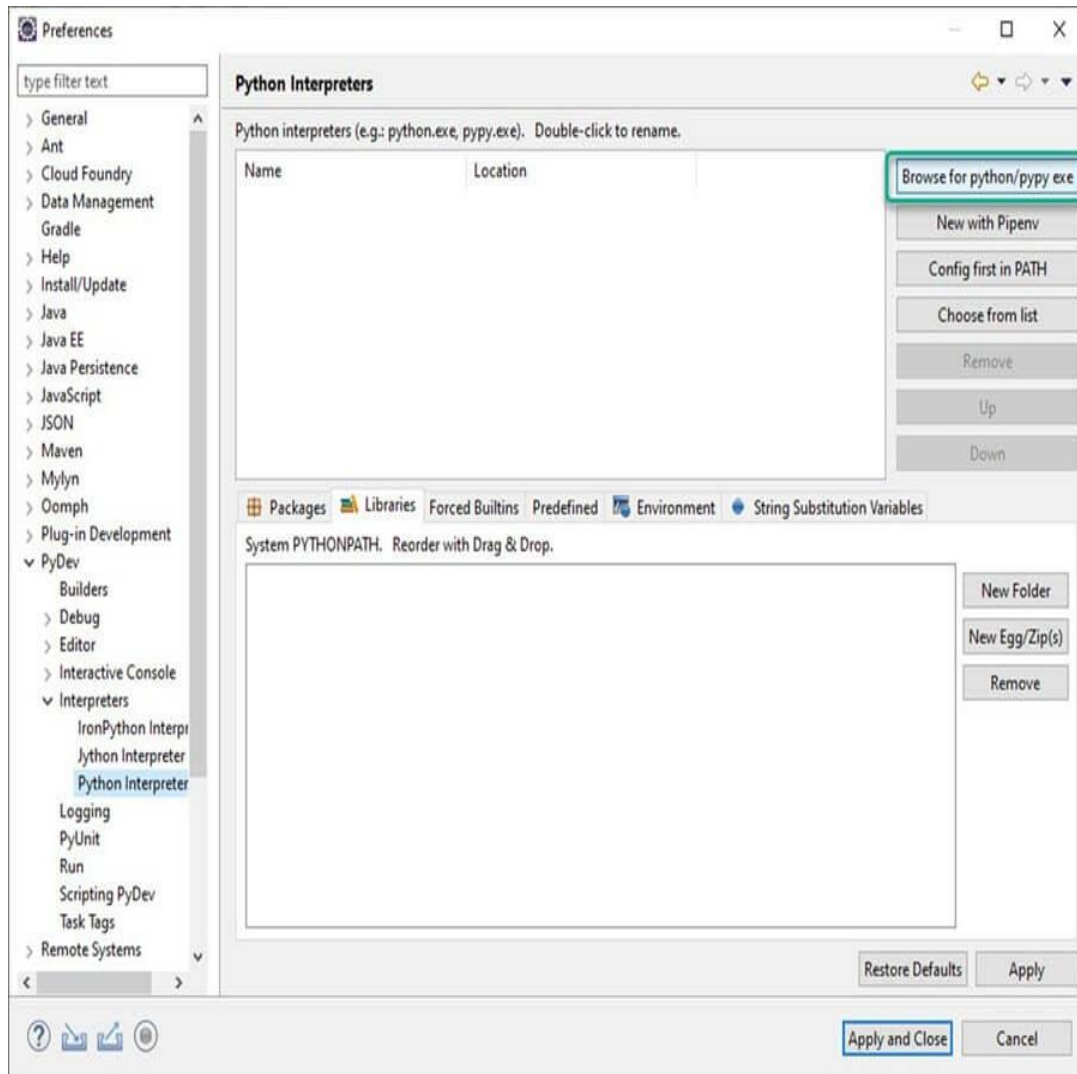 Preferences
type filter text
General
Ant
Cloud Foundry
Data Management
Gradle
Help
Install/Update
Java
Java EE
Java Persistence
JavaScript
JSON
Maven
Mylyn
Oomph
Plug-in Development
PyDev
Builders
Debug
Editor
Interactive Console
Interpreters
IronPython Interpr
Jython Interpreter
Python Interpreter
Logging
PyUnit
Run
Scripting PyDev
Task Tags
Remote Systems
Python Interpreters
Python interpreters (e.g.: python.exe, pypy.exe).   Double-click to rename.
Name Location
Browse for python/pypy exe
New with Pipenv
Config first in PATH
Choose from list
Remove
Up
Down
Packages Libraries Forced Builtins Predefined Environment String Substitution Variables
System PYTHONPATH.   Reorder with Drag & Drop.
New Folder
New Egg/Zip(s)
Remove
Restore Defaults Apply
Apply and Close Cancel